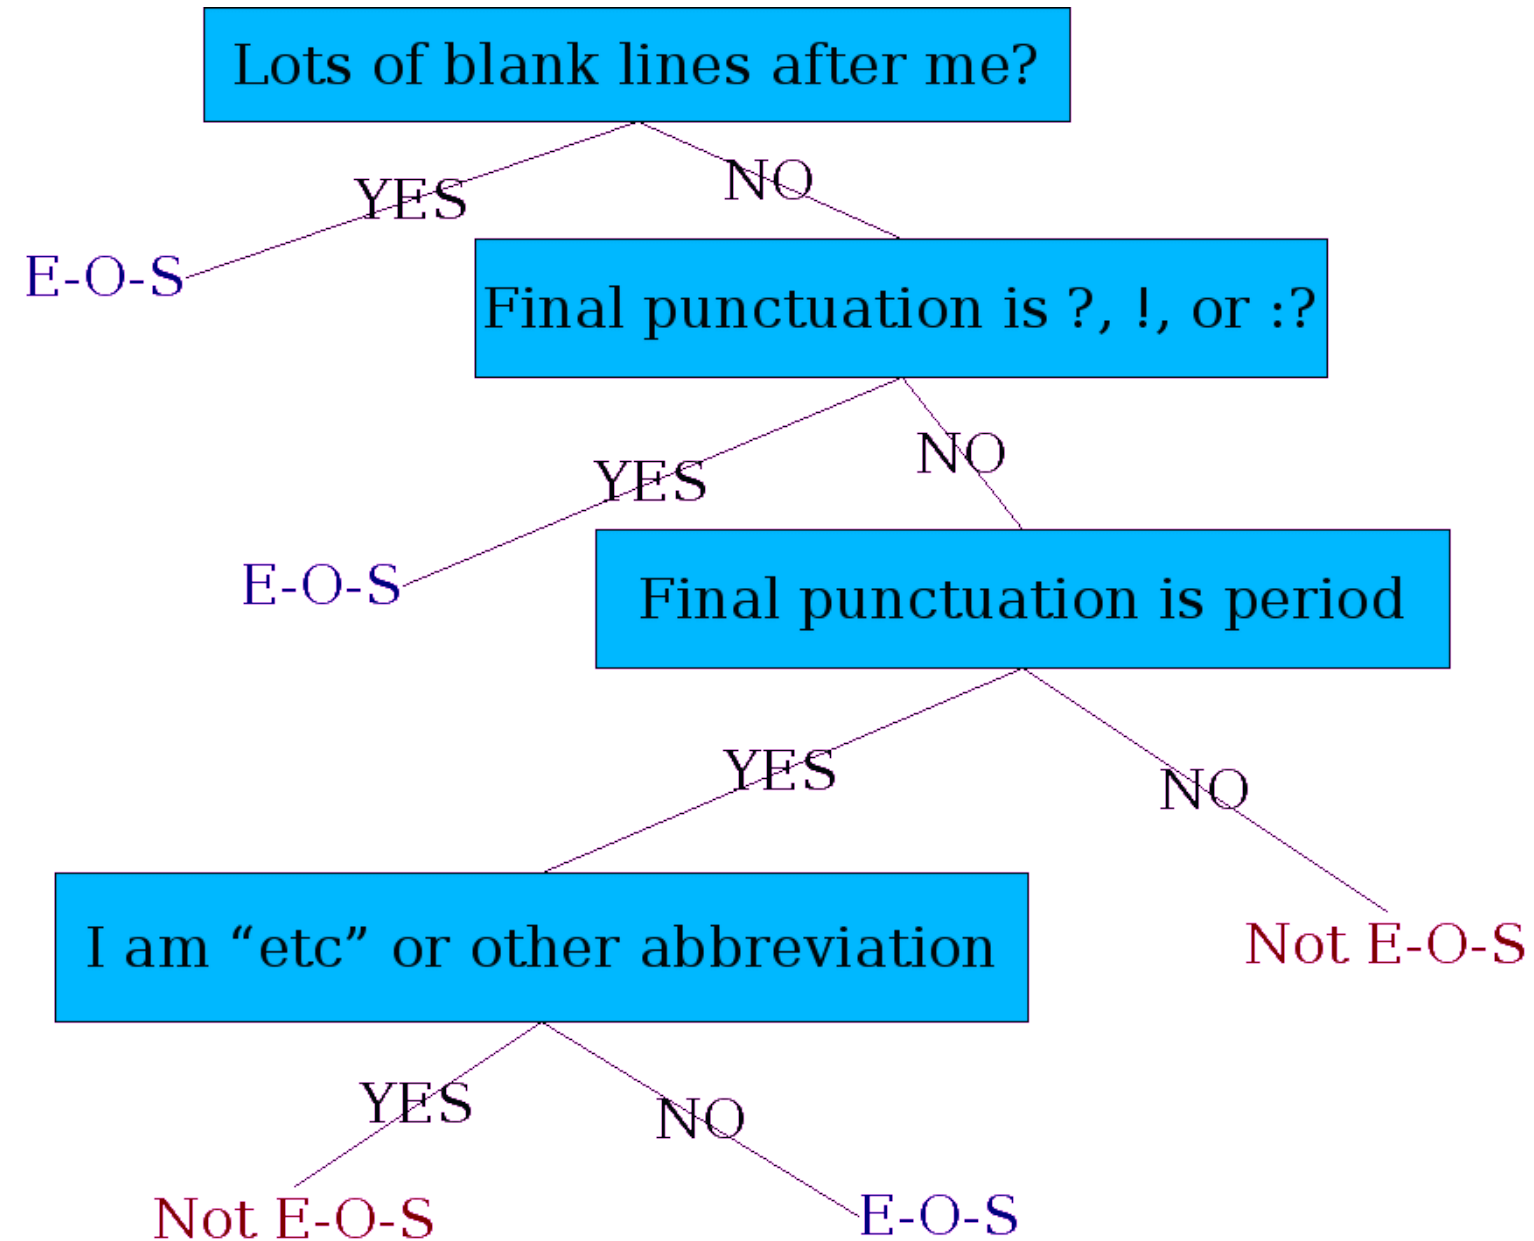 Lots of blank lines after me?
YES
NO
E-O-S
Final punctuation is ?, !, or :?
YES
NO
E-O-S
Final punctuation is period
YES
NO
I am “etc” or other abbreviation
Not E-O-S
YES
NO
Not E-O-S
E-O-S